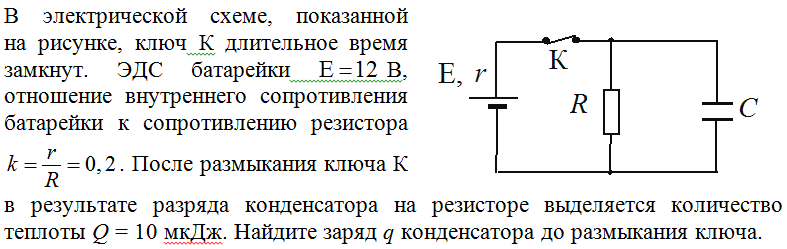 В электрической схеме, показанной
на рисунке, ключ К длительное время
замкнут. ЭДС батарейки E = 12 В,
отношение внутреннего сопротивления
батарейки к сопротивлению резистора
k = r/R = 0,2. После размыкания ключа К
в результате разряда конденсатора на резисторе выделяется количество
теплоты Q = 10 мкДж. Найдите заряд q конденсатора до размыкания ключа.
К
E, r
R
C